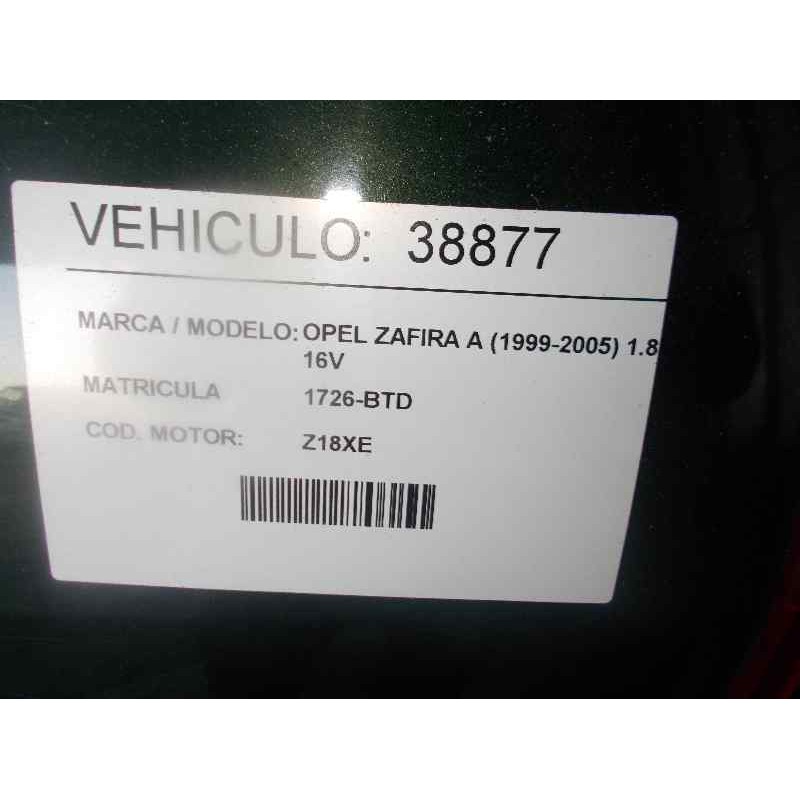 VEHICULO: 38877
MARCA / MODELO: OPEL ZAFIRA A (1999-2005) 1.8
16V
MATRICULA 1726-BTD
COD. MOTOR: Z18XE